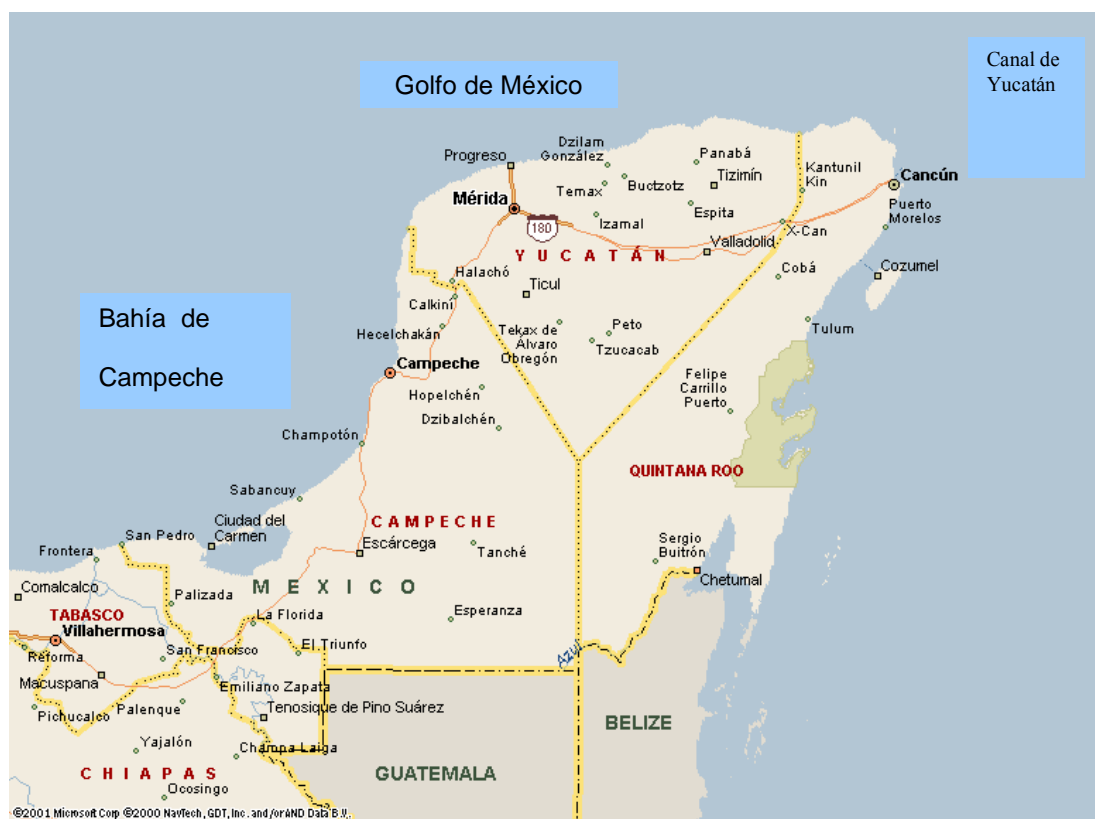 Golfo de México
Canal de
Yucatán
Bahía de
Campeche
Progreso
Dzilam
González
Panabá
Kantunil
Kin
Temax
Buctzotz
Tizimín
Cancún
Mérida
180
Izamal
Espita
Puerto
Morelos
X-Can
Valladolid
YUCATÁN
Halachó
Ticul
Cobá
Cozumel
Calkiní
Hecelchakán
Tekax de
Álvaro
Obregón
Peto
Tzucacab
Tulum
Campeche
Hopelchén
Felipe
Carrillo
Puerto
Dzibalchén
Champotón
QUINTANA ROO
Sabancuy
Ciudad del
Carmen
CAMPECHE
San Pedro
Frontera
Escárcega
Tanché
Sergio
Buitrón
Chetumal
Comalcalco
MEXICO
Palizada
TABASCO
La Florida
Esperanza
Villahermosa
El Triunfo
Reforma
San Francisco
Azul
Macuspana
Emiliano Zapata
Pichucalco
Palenque
Tenosique de Pino Suárez
BELIZE
Yajalón
Champa Laiga
CHIAPAS
GUATEMALA
Ocosingo
©2001 Microsoft Corp ©2000 NavTech, GDT, Inc. and/or AND Data B.V.